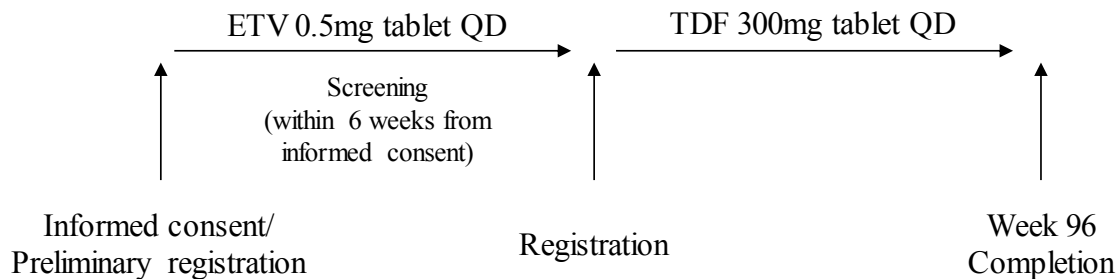 ETV 0.5mg tablet QD
TDF 300mg tablet QD
Screening
(within 6 weeks from
informed consent)
Informed consent/
Preliminary registration
Registration
Week 96
Completion